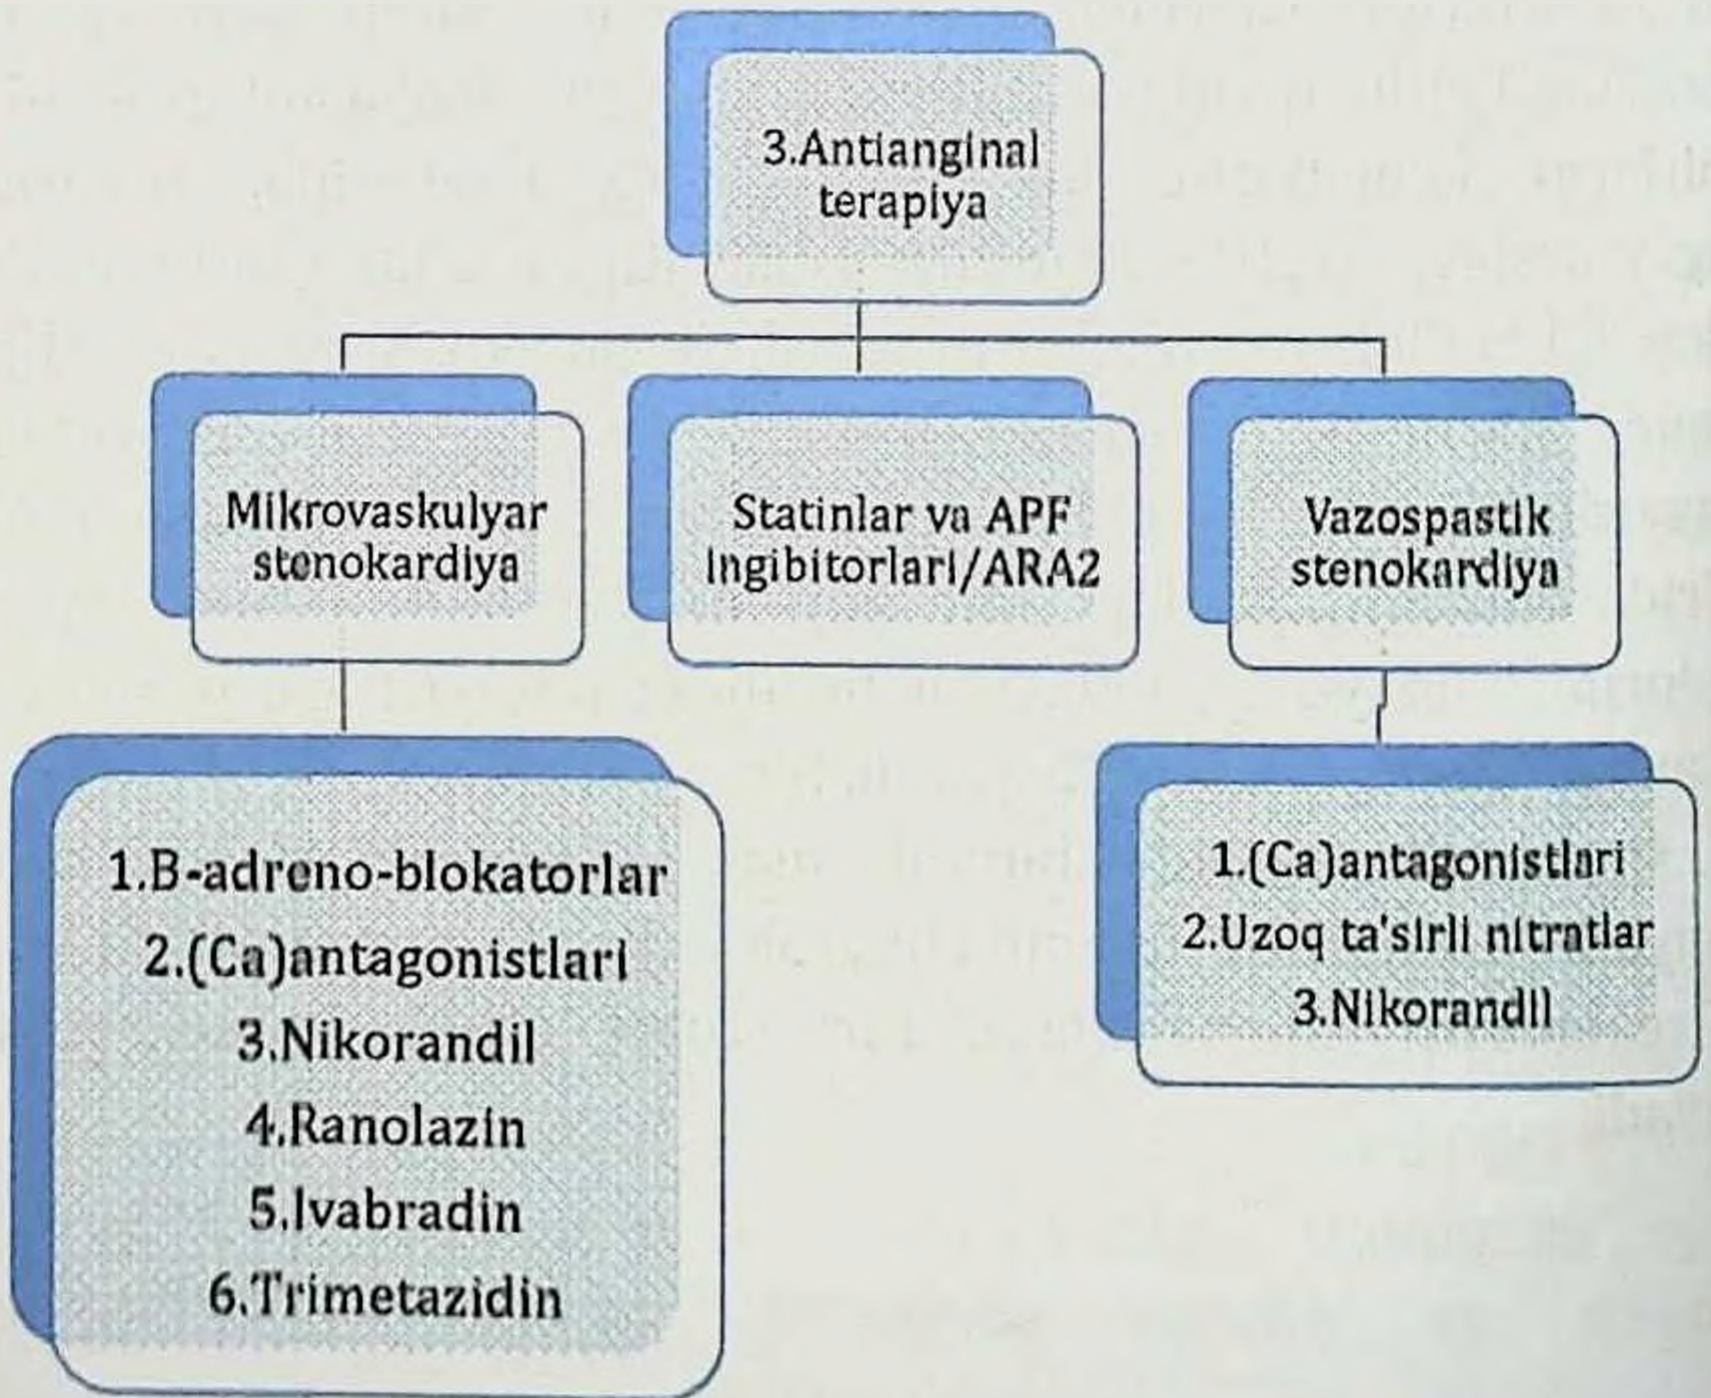 3.Antianginal
terapiya
Mikrovaskulyar
stenokardiya
Statinlar va APF
ingibitorlari/ARA2
Vazospastik
stenokardiya
1.B-adreno-blokatorlar
2.(Ca)antagonistlari
3.Nikorandil
4.Ranolazin
5.Ivabradin
6.Trimetazidin
1.(Ca)antagonistlari
2.Uzoq ta'sirli nitratlar
3.Nikorandil